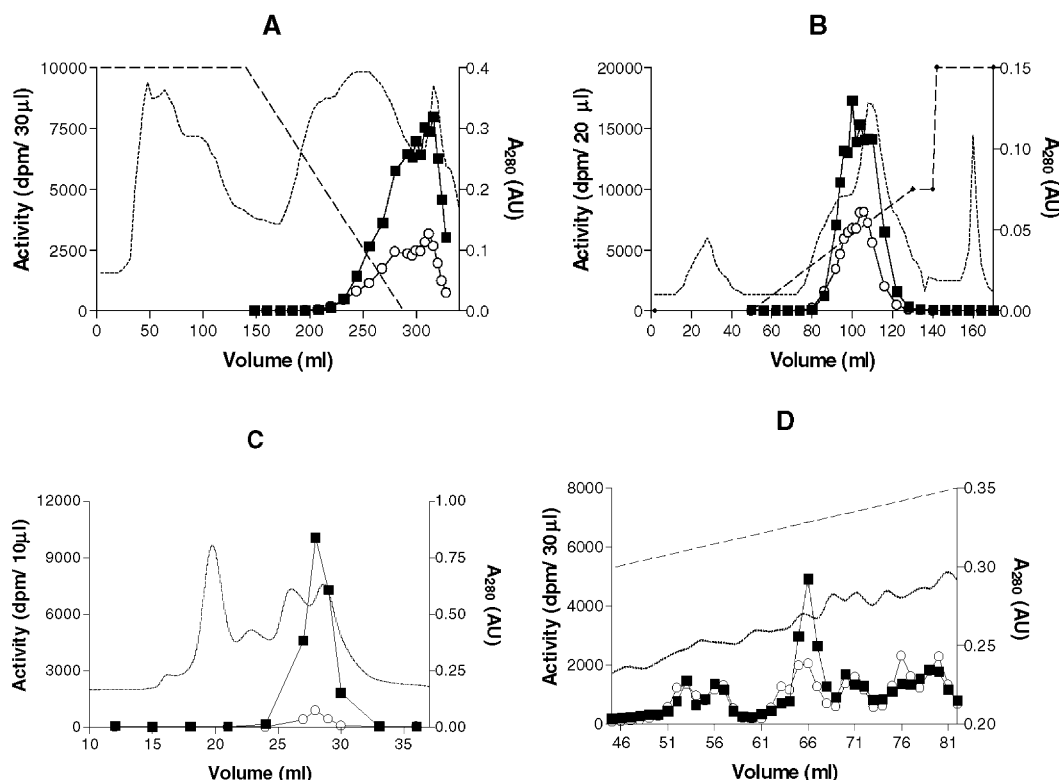 A
Activity (dpm/ 30μl)
10000
7500
5000
2500
0
0.4
0.3
0.2
0.1
0.0
A280 (AU)
0 50 100 150 200 250 300
Volume (ml)
B
Activity (dpm/ 20 μl)
20000
15000
10000
5000
0
0.15
0.10
0.05
0.00
A280 (AU)
0 20 40 60 80 100 120 140 160
Volume (ml)
C
Activity (dpm/ 10μl)
12000
9000
6000
3000
0
1.00
0.75
0.50
0.25
0.00
A280 (AU)
10 15 20 25 30 35
Volume (ml)
D
Activity (dpm/ 30μl)
8000
6000
4000
2000
0
0.35
0.30
0.25
0.20
A280 (AU)
46 51 56 61 66 71 76 81
Volume (ml)